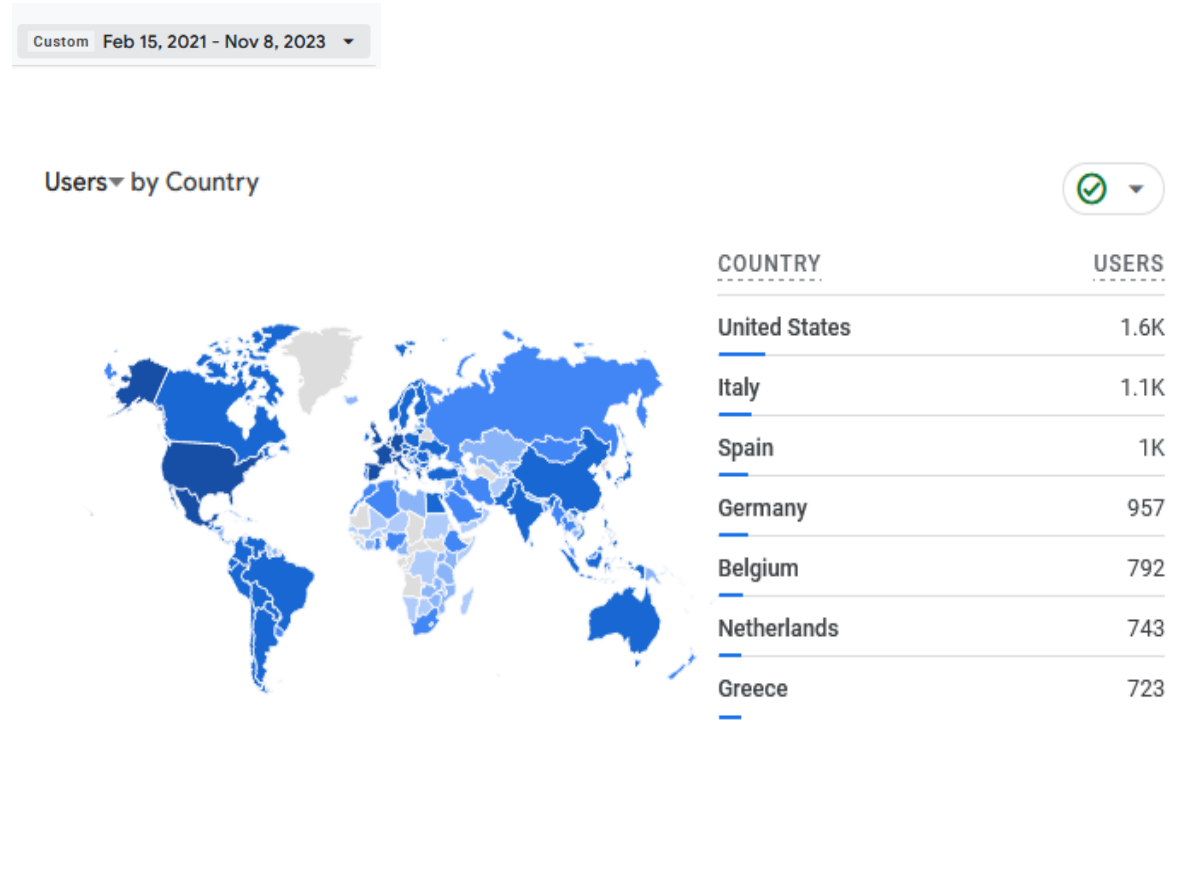 Custom Feb 15, 2021 - Nov 8, 2023
Users by Country
COUNTRY USERS
United States 1.6K
Italy 1.1K
Spain 1K
Germany 957
Belgium 792
Netherlands 743
Greece 723